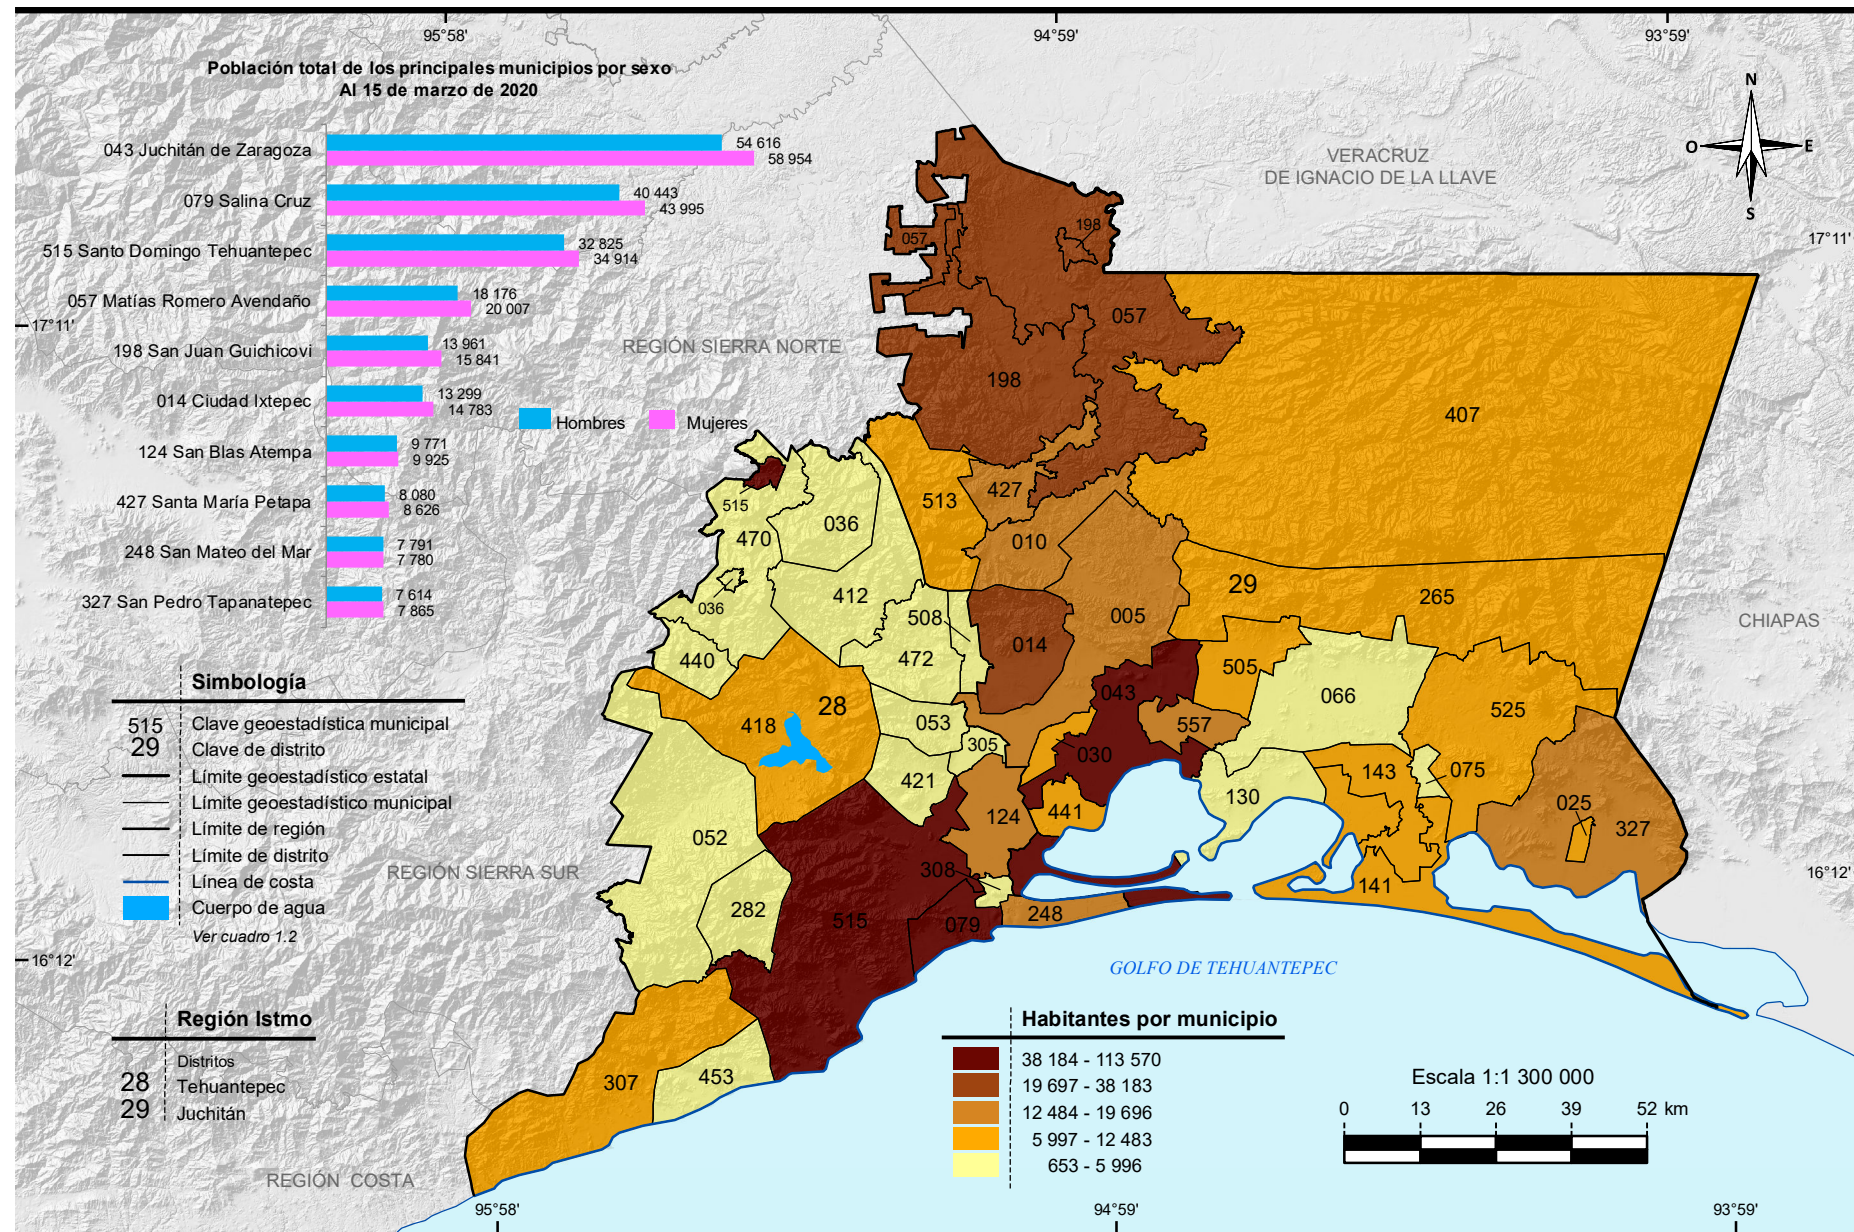 95°58'
94°59'
93°59'
Población total de los principales municipios por sexo
Al 15 de marzo de 2020
043 Juchitán de Zaragoza
54 616
58 954
079 Salina Cruz
40 443
43 995
515 Santo Domingo Tehuantepec
32 825
34 914
057 Matías Romero Avendaño
18 176
20 007
198 San Juan Guichicovi
13 961
15 841
014 Ciudad Ixtepec
13 299
14 783
124 San Blas Atempa
9 771
9 925
427 Santa María Petapa
8 080
8 626
248 San Mateo del Mar
7 791
7 780
327 San Pedro Tapanatepec
7 614
7 865
Hombres
Mujeres
N
O
E
S
VERACRUZ
DE IGNACIO DE LA LLAVE
17°11'
17°11'
REGIÓN SIERRA NORTE
CHIAPAS
REGIÓN SIERRA SUR
16°12'
16°12'
REGIÓN COSTA
GOLFO DE TEHUANTEPEC
057
198
057
198
407
513
427
515
036
470
010
29
265
036
412
508
005
440
472
014
505
043
066
418
28
053
557
525
305
030
421
143
075
130
052
124
441
025
327
308
141
282
515
079
248
307
453
Simbología
515 Clave geoestadística municipal
29 Clave de distrito
Límite geoestadístico estatal
Límite geoestadístico municipal
Límite de región
Límite de distrito
Línea de costa
Cuerpo de agua
Ver cuadro 1.2
Región Istmo
Distritos
28 Tehuantepec
29 Juchitán
Habitantes por municipio
38 184 - 113 570
19 697 - 38 183
12 484 - 19 696
5 997 - 12 483
653 - 5 996
Escala 1:1 300 000
0 13 26 39 52 km
95°58'
94°59'
93°59'